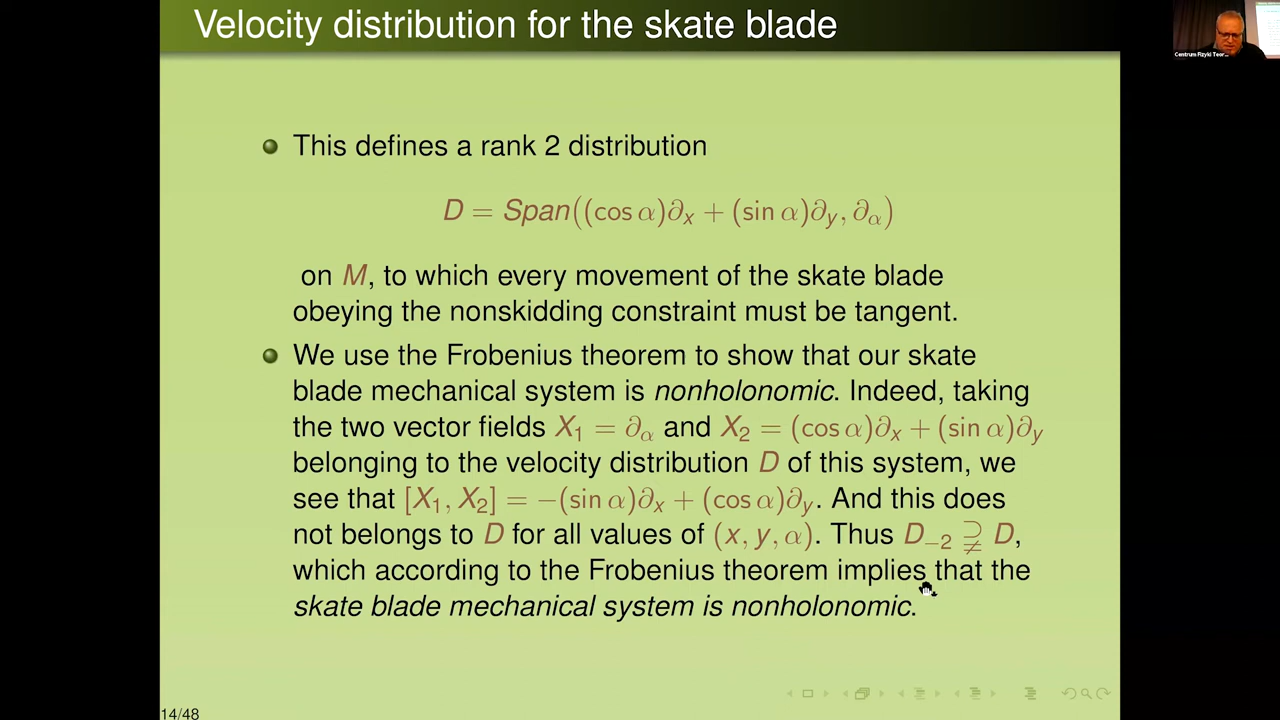 Velocity distribution for the skate blade
Centrum Fizyki Teor...
This defines a rank 2 distribution
D = Span((cos α)∂ₓ + (sin α)∂y, ∂α)
on M, to which every movement of the skate blade
obeying the nonskidding constraint must be tangent.
We use the Frobenius theorem to show that our skate
blade mechanical system is nonholonomic. Indeed, taking
the two vector fields X₁ = ∂α and X₂ = (cos α)∂ₓ + (sin α)∂y
belonging to the velocity distribution D of this system, we
see that [X₁, X₂] = −(sin α)∂ₓ + (cos α)∂y. And this does
not belongs to D for all values of (x, y, α). Thus D₋₂ ⊋ D,
which according to the Frobenius theorem implies that the
skate blade mechanical system is nonholonomic.
14/48